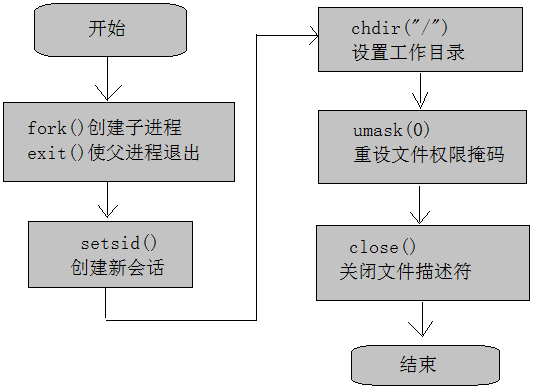 开始
fork()创建子进程
exit()使父进程退出
setsid()
创建新会话
chdir("/")
设置工作目录
umask(0)
重设文件权限掩码
close()
关闭文件描述符
结束